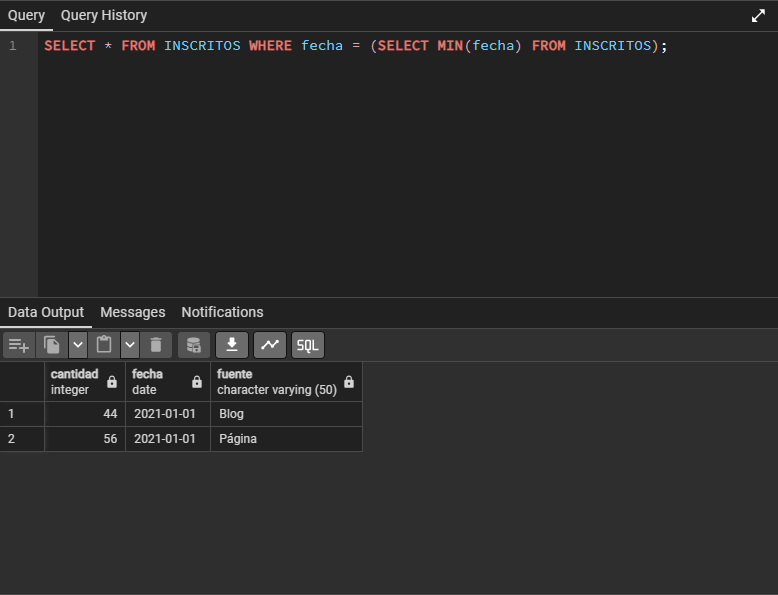 Query Query History
1 SELECT * FROM INSCRITOS WHERE fecha = (SELECT MIN(fecha) FROM INSCRITOS);
Data Output Messages Notifications
SQL
cantidad fecha fuente
integer date character varying (50)
1 44 2021-01-01 Blog
2 56 2021-01-01 Página